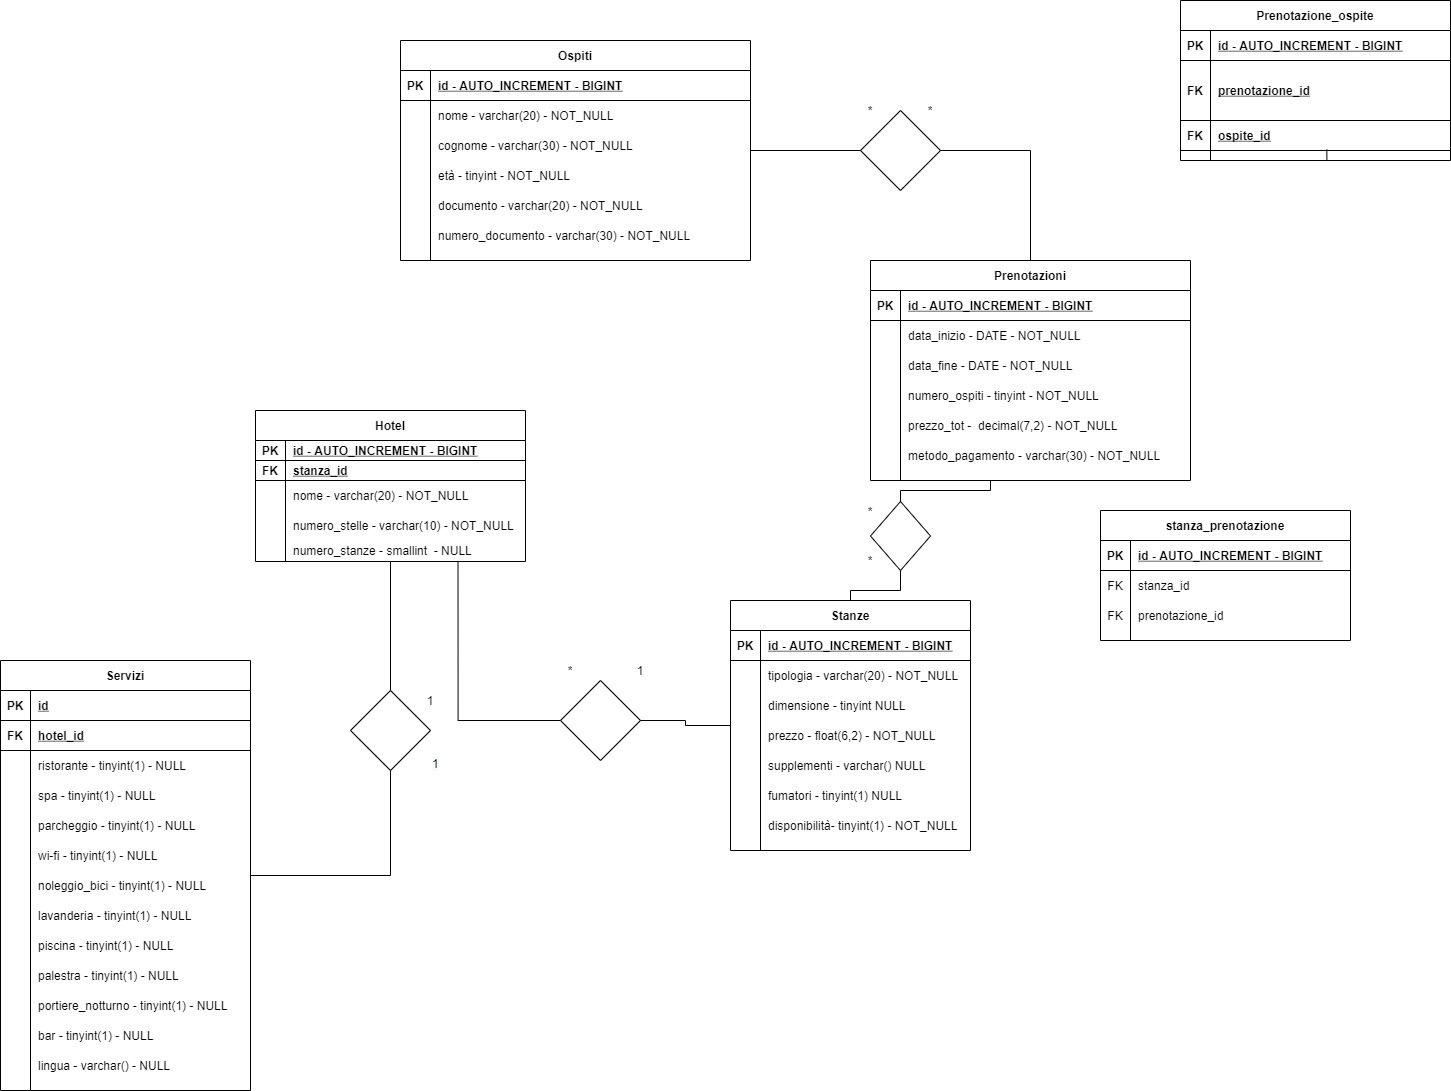 Prenotazione_ospite
PK id - AUTO_INCREMENT - BIGINT
FK prenotazione_id
FK ospite_id
Ospiti
PK id - AUTO_INCREMENT - BIGINT
nome - varchar(20) - NOT_NULL
cognome - varchar(30) - NOT_NULL
età - tinyint - NOT_NULL
documento - varchar(20) - NOT_NULL
numero_documento - varchar(30) - NOT_NULL
* *
Prenotazioni
PK id - AUTO_INCREMENT - BIGINT
data_inizio - DATE - NOT_NULL
data_fine - DATE - NOT_NULL
numero_ospiti - tinyint - NOT_NULL
prezzo_tot -  decimal(7,2) - NOT_NULL
metodo_pagamento - varchar(30) - NOT_NULL
*
*
Hotel
PK id - AUTO_INCREMENT - BIGINT
FK stanza_id
nome - varchar(20) - NOT_NULL
numero_stelle - varchar(10) - NOT_NULL
numero_stanze - smallint  - NULL
stanza_prenotazione
PK id - AUTO_INCREMENT - BIGINT
FK stanza_id
FK prenotazione_id
Stanze
PK id - AUTO_INCREMENT - BIGINT
tipologia - varchar(20) - NOT_NULL
dimensione - tinyint NULL
prezzo - float(6,2) - NOT_NULL
supplementi - varchar() NULL
fumatori - tinyint(1) NULL
disponibilità- tinyint(1) - NOT_NULL
* 1
1
1
Servizi
PK id
FK hotel_id
ristorante - tinyint(1) - NULL
spa - tinyint(1) - NULL
parcheggio - tinyint(1) - NULL
wi-fi - tinyint(1) - NULL
noleggio_bici - tinyint(1) - NULL
lavanderia - tinyint(1) - NULL
piscina - tinyint(1) - NULL
palestra - tinyint(1) - NULL
portiere_notturno - tinyint(1) - NULL
bar - tinyint(1) - NULL
lingua - varchar() - NULL